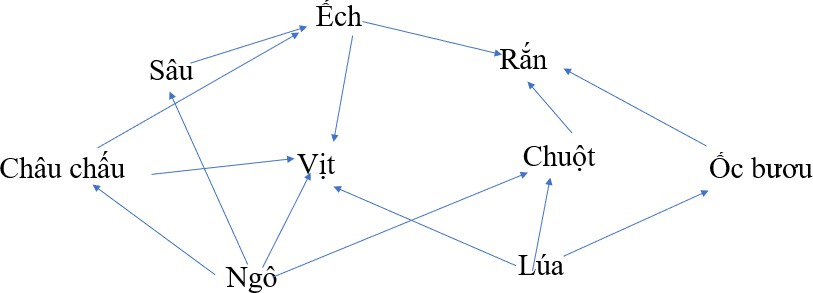 Ếch
Rắn
Sâu
Châu chấu
Vịt
Chuột
Ốc bươu
Ngô
Lúa